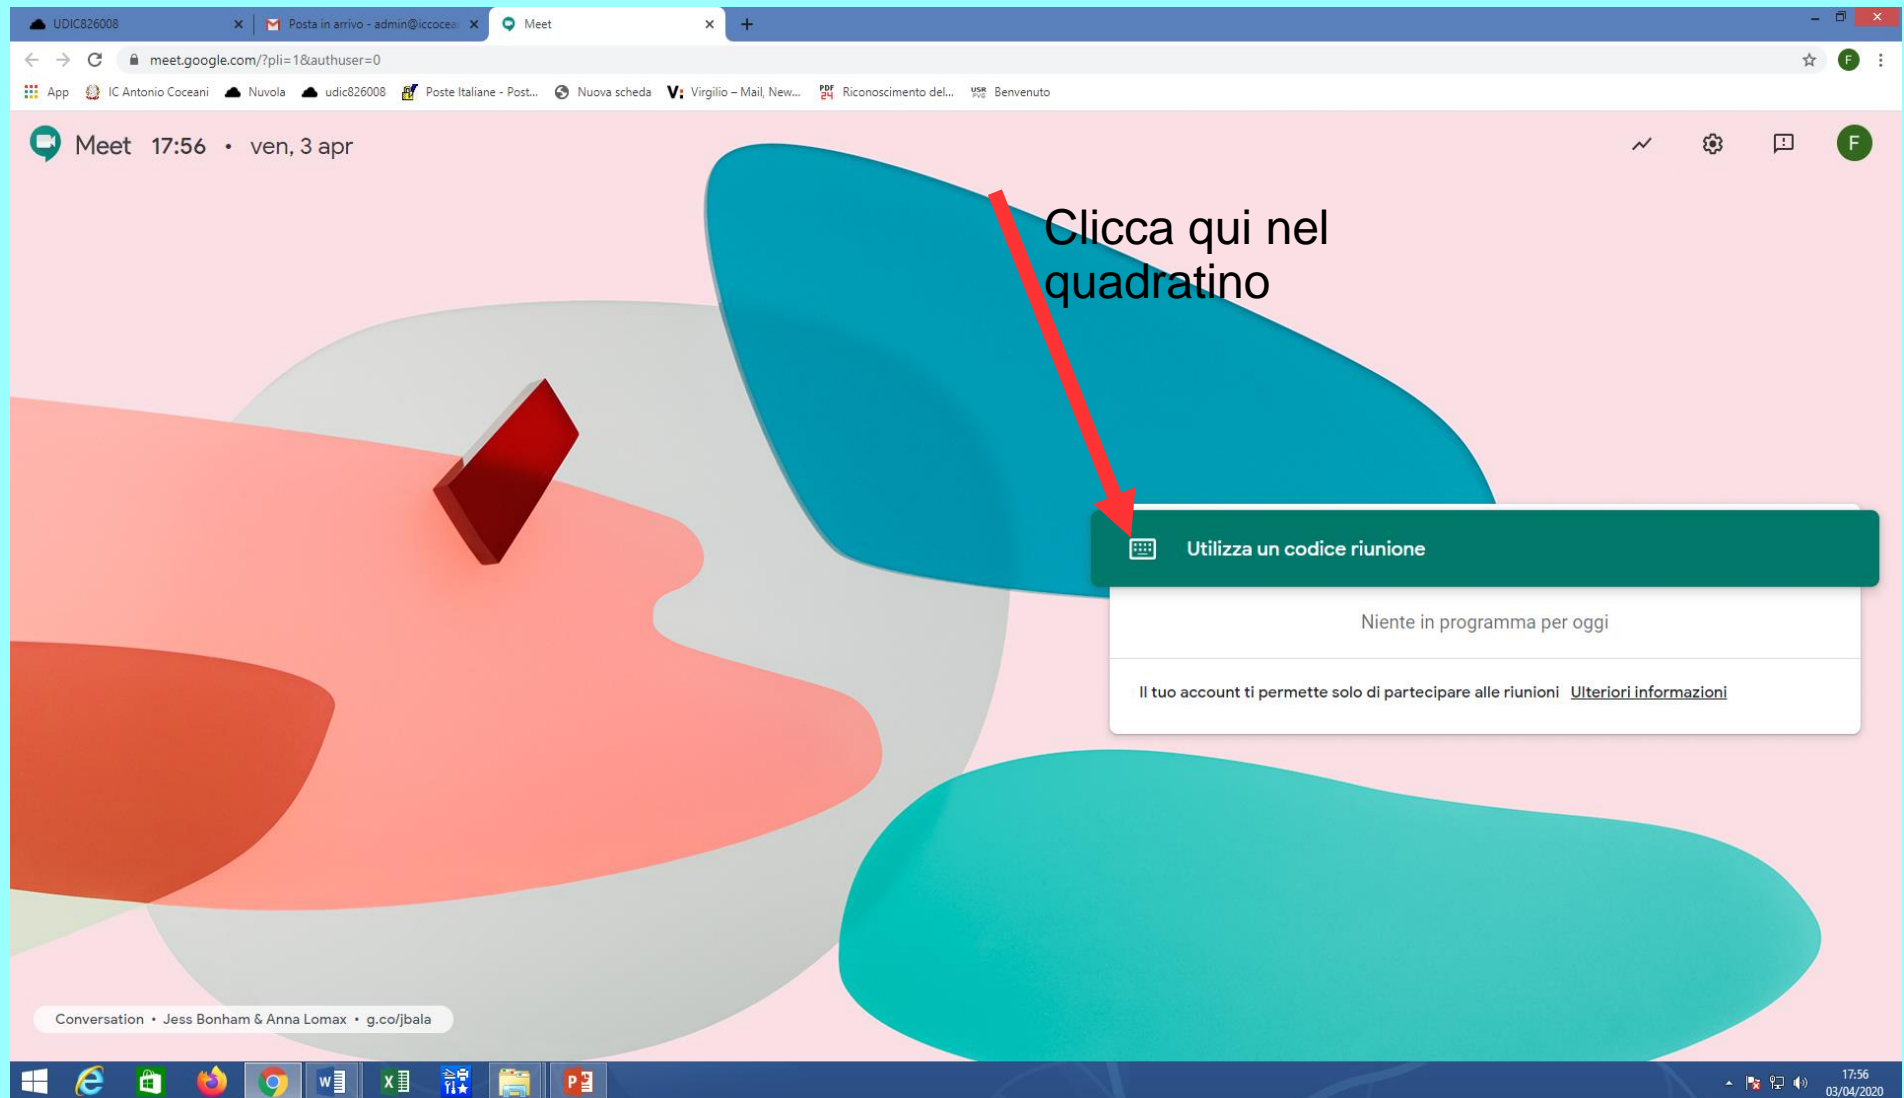 UDIC826008
Posta in arrivo - admin@iccocea
Meet
meet.google.com/?pli=1&authuser=0
F
App IC Antonio Coceani Nuvola udic826008 Poste Italiane - Post... Nuova scheda Virgilio – Mail, New... Riconoscimento del... Benvenuto
Meet 17:56 • ven, 3 apr
F
Clicca qui nel
quadratino
Utilizza un codice riunione
Niente in programma per oggi
Il tuo account ti permette solo di partecipare alle riunioni Ulteriori informazioni
Conversation • Jess Bonham & Anna Lomax • g.co/jbala
17:56
03/04/2020